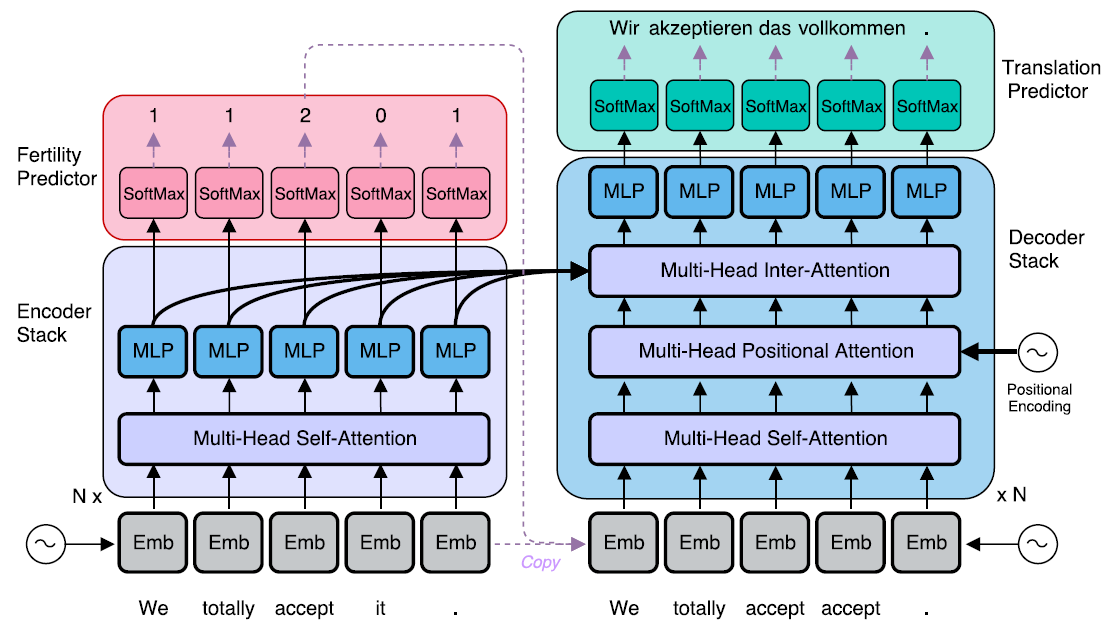 Wir akzeptieren das vollkommen .
SoftMax SoftMax SoftMax SoftMax SoftMax
Translation
Predictor
1 1 2 0 1
Fertility
Predictor
SoftMax SoftMax SoftMax SoftMax SoftMax
MLP MLP MLP MLP MLP
Decoder
Stack
Multi-Head Inter-Attention
Encoder
Stack
MLP MLP MLP MLP MLP
Multi-Head Positional Attention
Positional
Encoding
Multi-Head Self-Attention
Multi-Head Self-Attention
N x
x N
Emb Emb Emb Emb Emb
Copy
Emb Emb Emb Emb Emb
We totally accept it .
We totally accept accept .